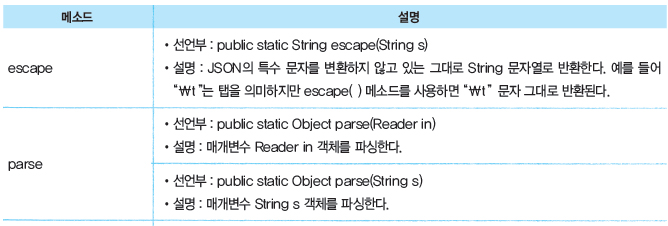 메소드 설명
escape
• 선언부 : public static String escape(String s)
• 설명 : JSON의 특수 문자를 변환하지 않고 있는 그대로 String 문자열로 반환한다. 예를 들어
“₩t ”는 탭을 의미하지만 escape( ) 메소드를 사용하면 “₩t ” 문자 그대로 반환된다.
parse
• 선언부 : public static Object parse(Reader in)
• 설명 : 매개변수 Reader in 객체를 파싱한다.
• 선언부 : public static Object parse(String s)
• 설명 : 매개변수 String s 객체를 파싱한다.